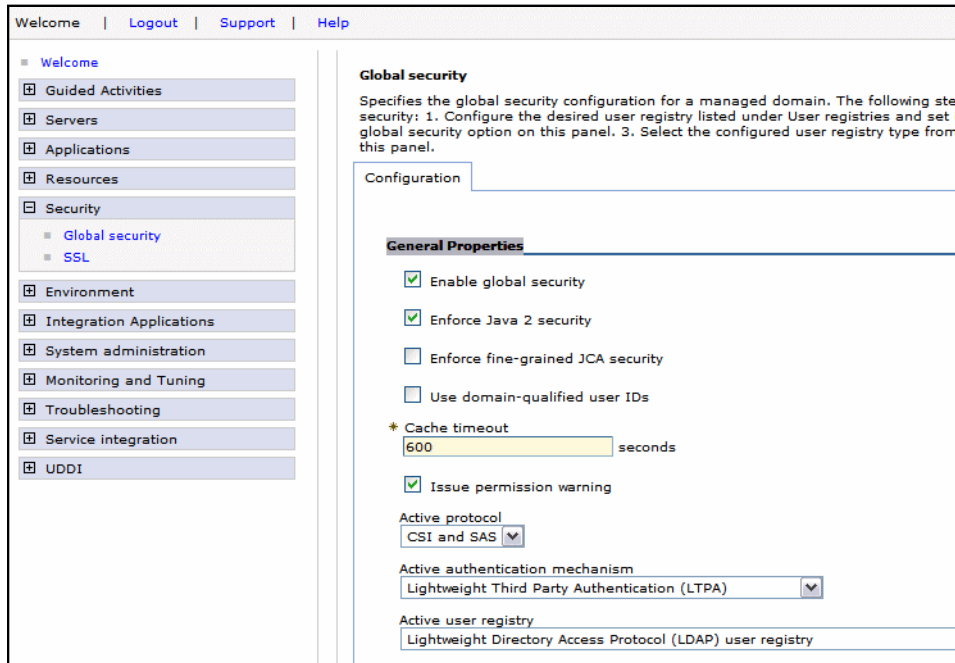 Welcome | Logout | Support | Help
Welcome
Guided Activities
Servers
Applications
Resources
Security
Global security
SSL
Environment
Integration Applications
System administration
Monitoring and Tuning
Troubleshooting
Service integration
UDDI
Global security
Specifies the global security configuration for a managed domain. The following ste
security: 1. Configure the desired user registry listed under User registries and set
global security option on this panel. 3. Select the configured user registry type from
this panel.
Configuration
General Properties
Enable global security
Enforce Java 2 security
Enforce fine-grained JCA security
Use domain-qualified user IDs
* Cache timeout
600 seconds
Issue permission warning
Active protocol
CSI and SAS
Active authentication mechanism
Lightweight Third Party Authentication (LTPA)
Active user registry
Lightweight Directory Access Protocol (LDAP) user registry